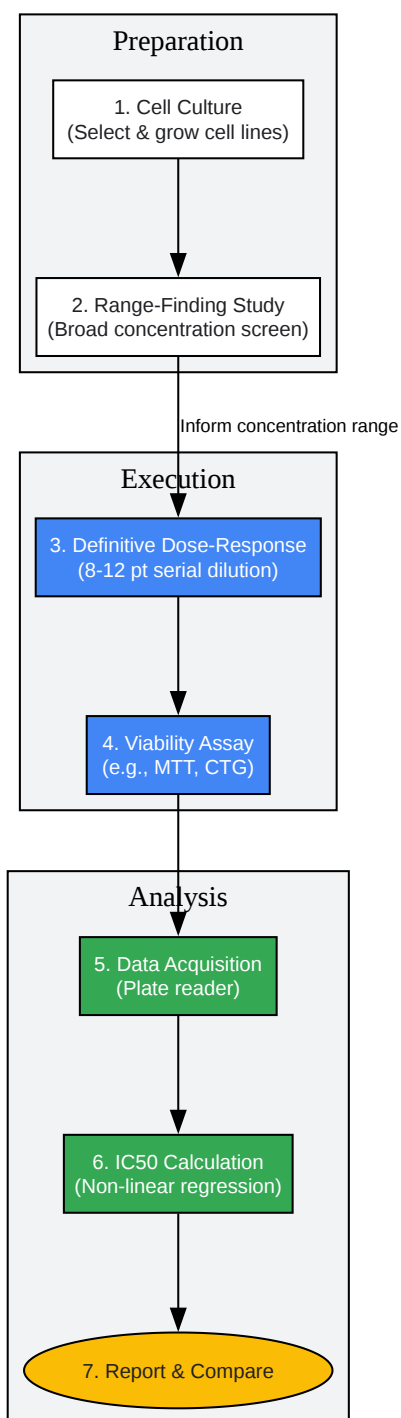 Preparation
1. Cell Culture
(Select & grow cell lines)
2. Range-Finding Study
(Broad concentration screen)
Inform concentration range
Execution
3. Definitive Dose-Response
(8-12 pt serial dilution)
4. Viability Assay
(e.g., MTT, CTG)
Analysis
5. Data Acquisition
(Plate reader)
6. IC50 Calculation
(Non-linear regression)
7. Report & Compare